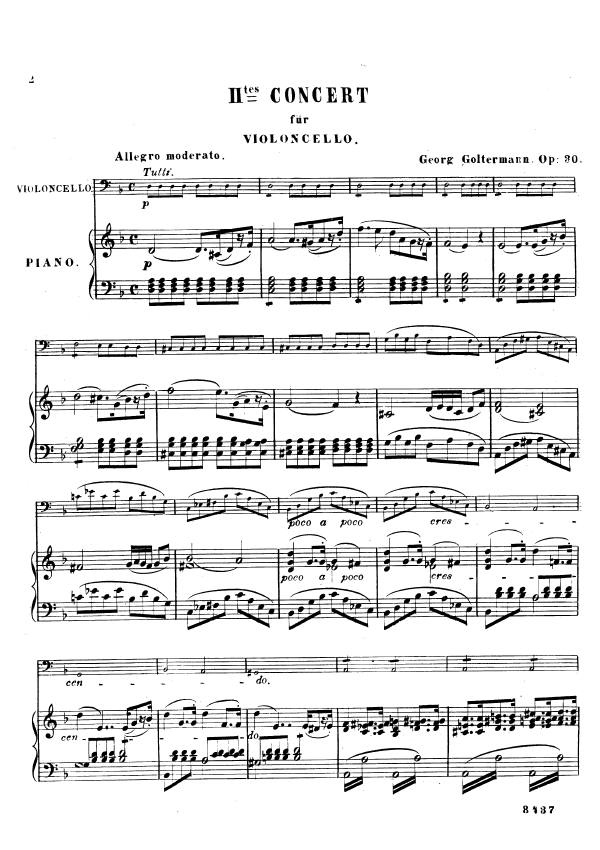 2
IItes CONCERT
für
VIOLONCELLO.
Allegro moderato.
Georg Goltermann. Op: 30.
Tutti.
VIOLONCELLO.
p
PIANO.
p
poco a poco cres-
poco a poco cres-
cen- do.
cen- do
8487